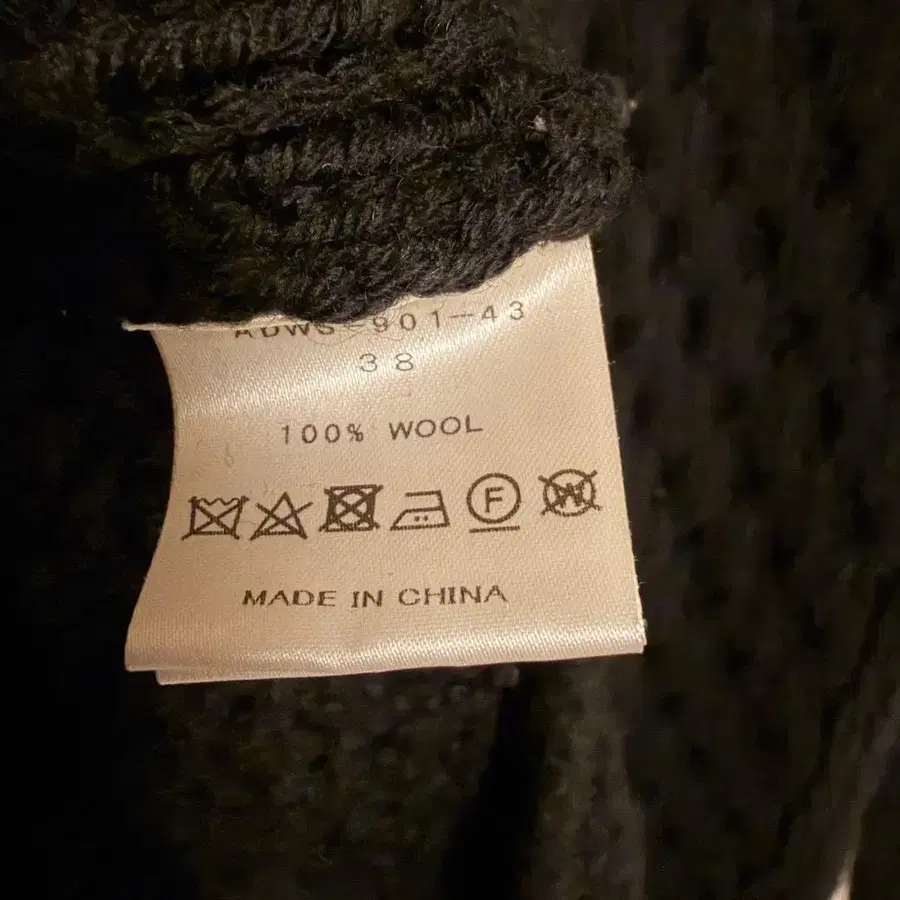 ADWS-901-43
38
100% WOOL
F W
MADE IN CHINA